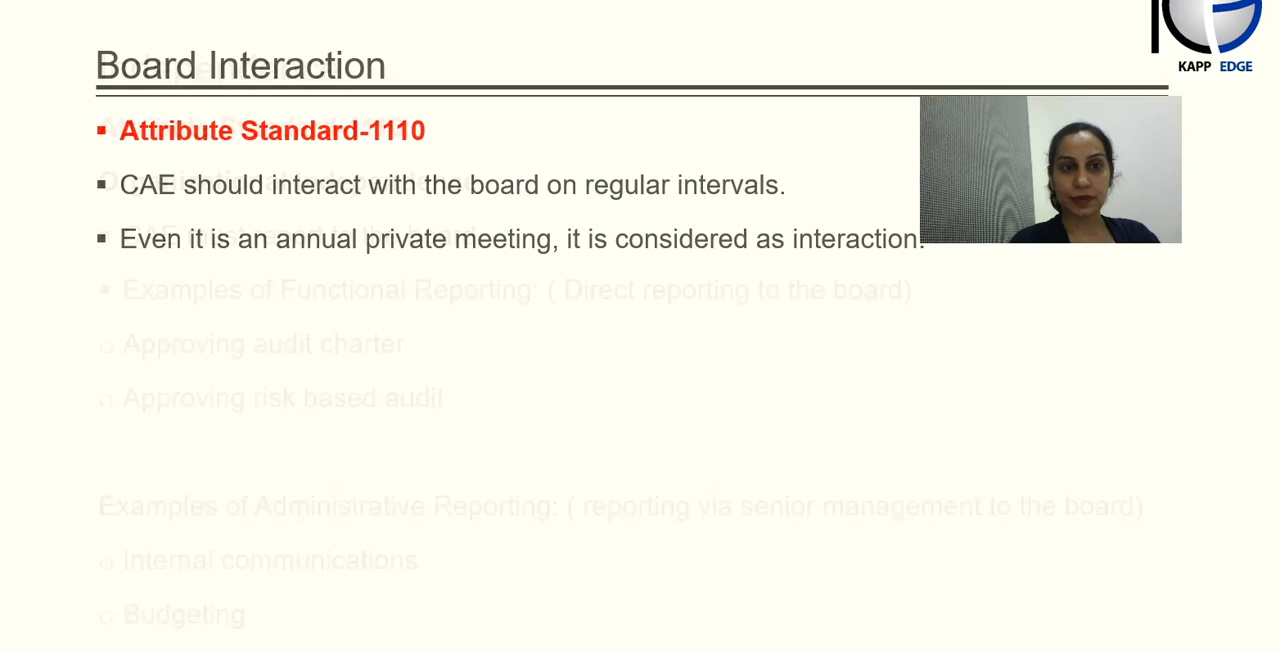 Board Interaction
KAPP EDGE
▪ Attribute Standard-1110
▪ CAE should interact with the board on regular intervals.
▪ Even it is an annual private meeting, it is considered as interaction.
▪ Examples of Functional Reporting: ( Direct reporting to the board)
o Approving audit charter
o Approving risk based audit
Examples of Administrative Reporting: ( reporting via senior management to the board)
o Internal communications
o Budgeting